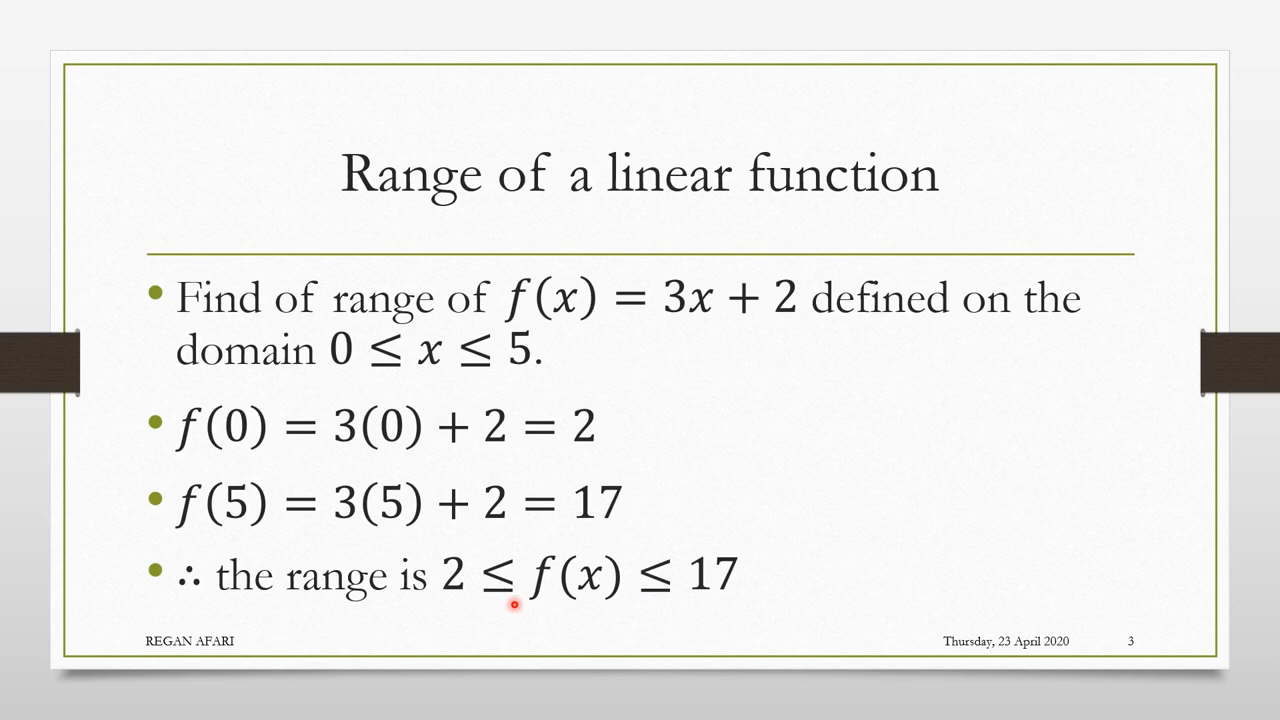 Range of a linear function
• Find of range of f(x) = 3x + 2 defined on the
domain 0 ≤ x ≤ 5.
• f(0) = 3(0) + 2 = 2
• f(5) = 3(5) + 2 = 17
• ∴ the range is 2 ≤ f(x) ≤ 17
REGAN AFARI Thursday, 23 April 2020 3